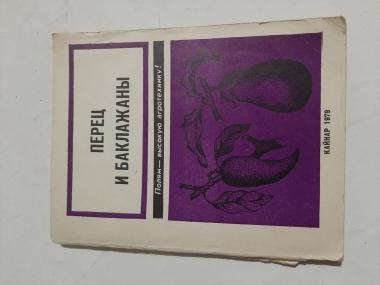 ПЕРЕЦ
И БАКЛАЖАНЫ
Полям — высокую агротехнику!
КАЙНАР 1979